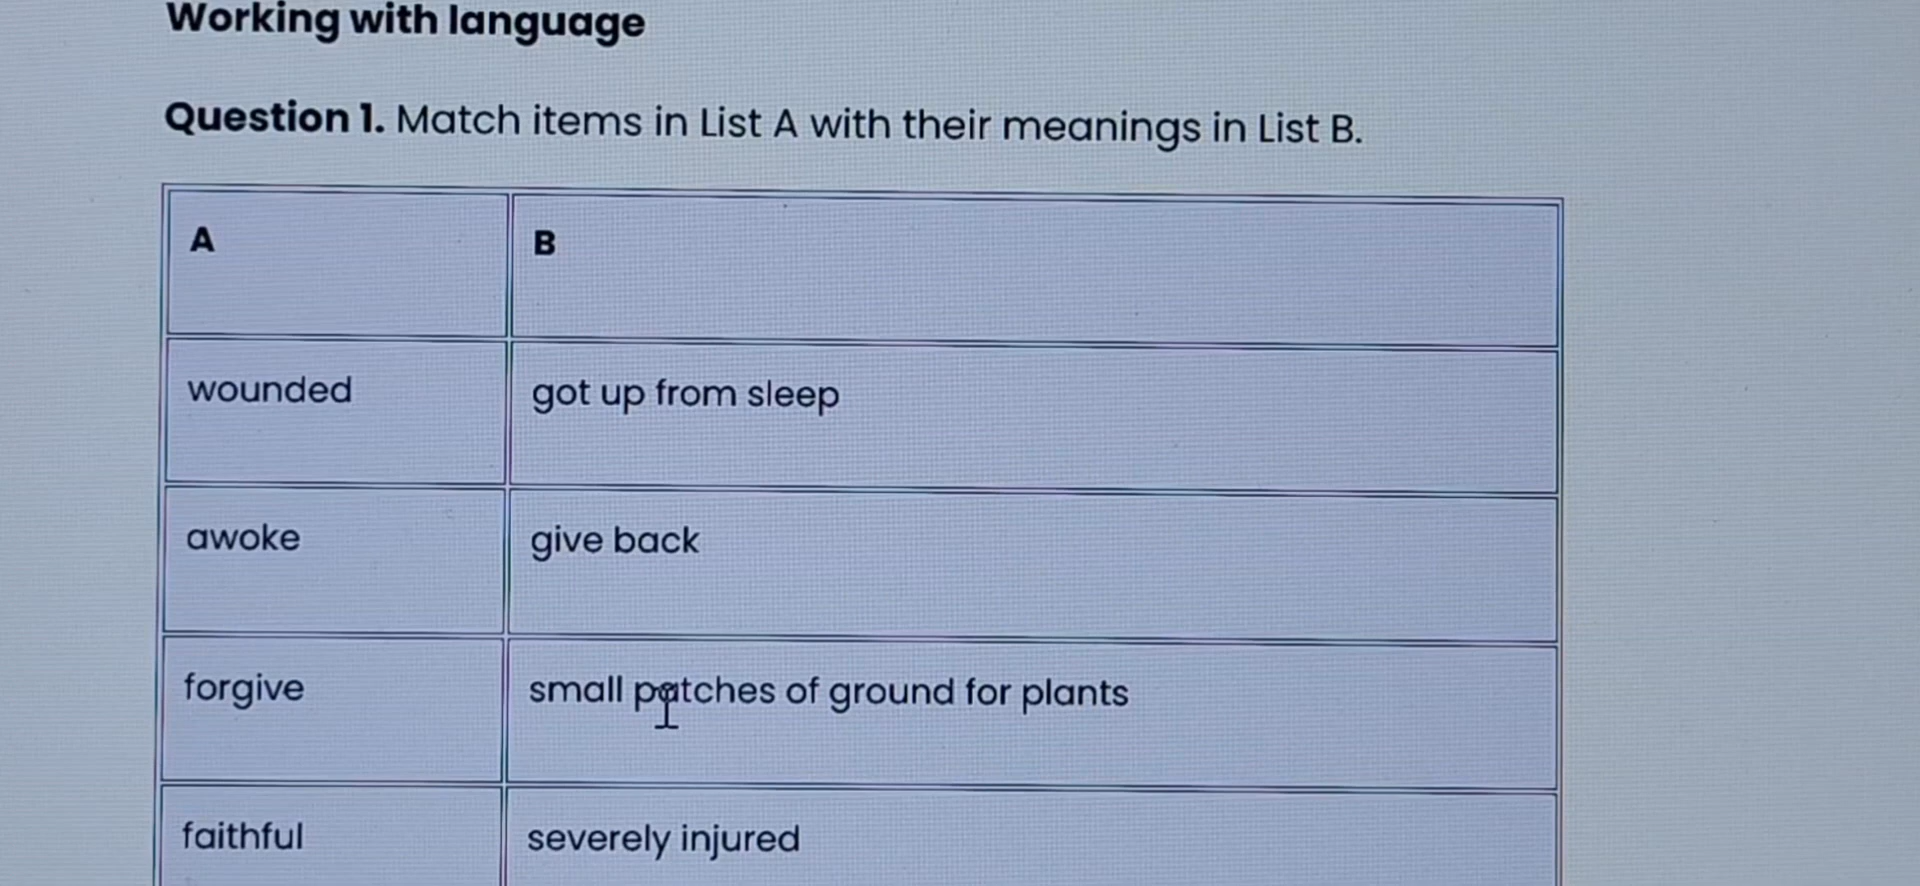 Working with language
Question 1. Match items in List A with their meanings in List B.
A B
wounded got up from sleep
awoke give back
forgive small patches of ground for plants
faithful severely injured